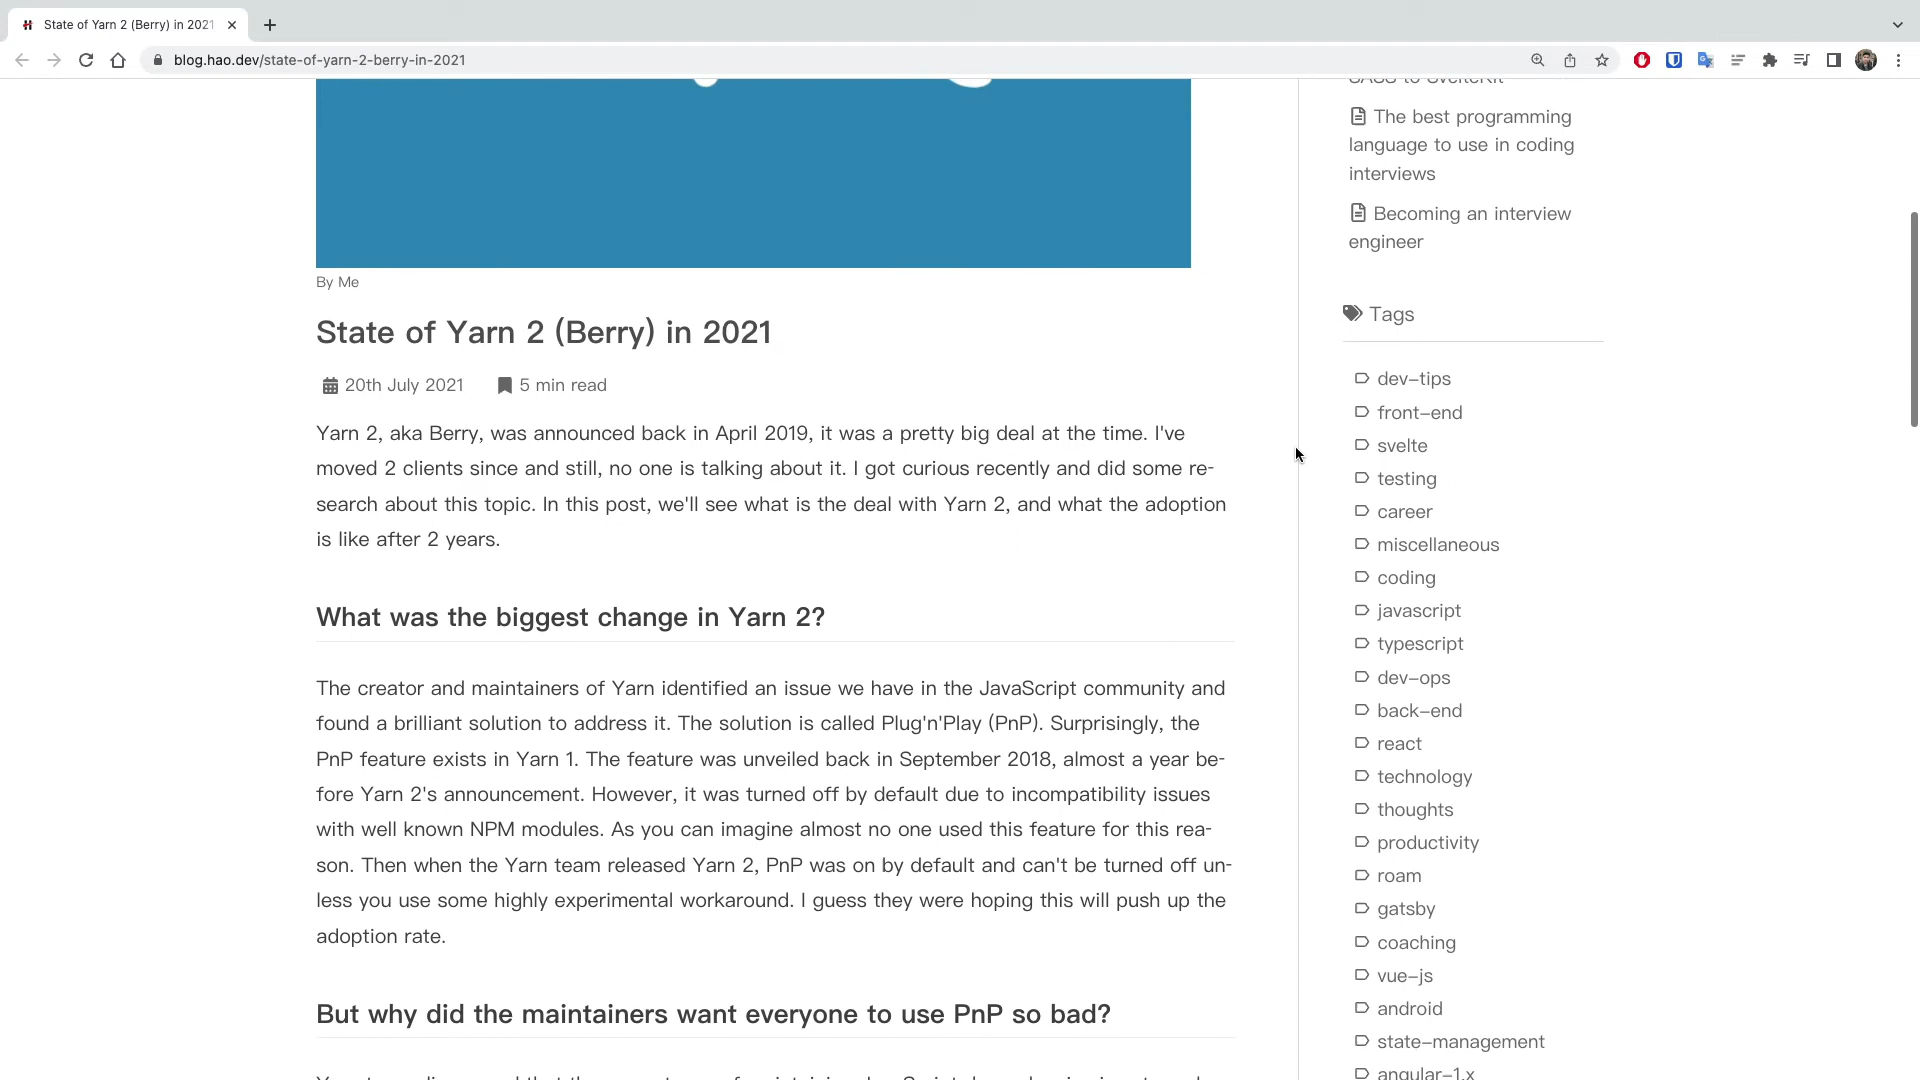 State of Yarn 2 (Berry) in 2021
blog.hao.dev/state-of-yarn-2-berry-in-2021
By Me
State of Yarn 2 (Berry) in 2021
20th July 2021 5 min read
Yarn 2, aka Berry, was announced back in April 2019, it was a pretty big deal at the time. I've
moved 2 clients since and still, no one is talking about it. I got curious recently and did some re-
search about this topic. In this post, we'll see what is the deal with Yarn 2, and what the adoption
is like after 2 years.
What was the biggest change in Yarn 2?
The creator and maintainers of Yarn identified an issue we have in the JavaScript community and
found a brilliant solution to address it. The solution is called Plug'n'Play (PnP). Surprisingly, the
PnP feature exists in Yarn 1. The feature was unveiled back in September 2018, almost a year be-
fore Yarn 2's announcement. However, it was turned off by default due to incompatibility issues
with well known NPM modules. As you can imagine almost no one used this feature for this rea-
son. Then when the Yarn team released Yarn 2, PnP was on by default and can't be turned off un-
less you use some highly experimental workaround. I guess they were hoping this will push up the
adoption rate.
But why did the maintainers want everyone to use PnP so bad?
SASS to SvelteKit
The best programming
language to use in coding
interviews
Becoming an interview
engineer
Tags
dev-tips
front-end
svelte
testing
career
miscellaneous
coding
javascript
typescript
dev-ops
back-end
react
technology
thoughts
productivity
roam
gatsby
coaching
vue-js
android
state-management
angular-1.x